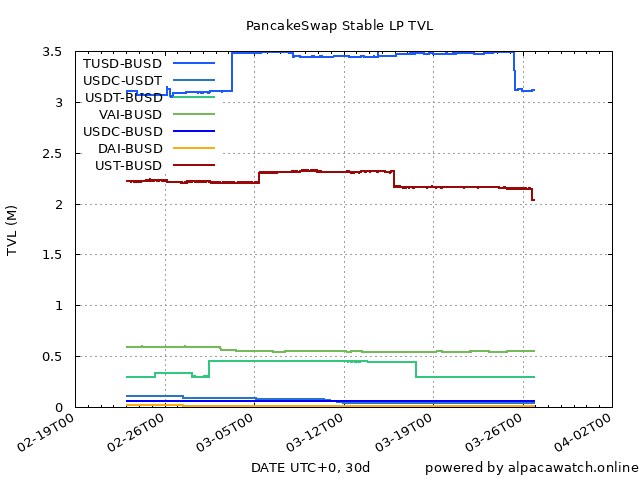 PancakeSwap Stable LP TVL
TVL (M)
3.5
3
2.5
2
1.5
1
0.5
0
TUSD-BUSD
USDC-USDT
USDT-BUSD
VAI-BUSD
USDC-BUSD
DAI-BUSD
UST-BUSD
02-19T00
02-26T00
03-05T00
03-12T00
03-19T00
03-26T00
04-02T00
DATE UTC+0, 30d
powered by alpacawatch.online